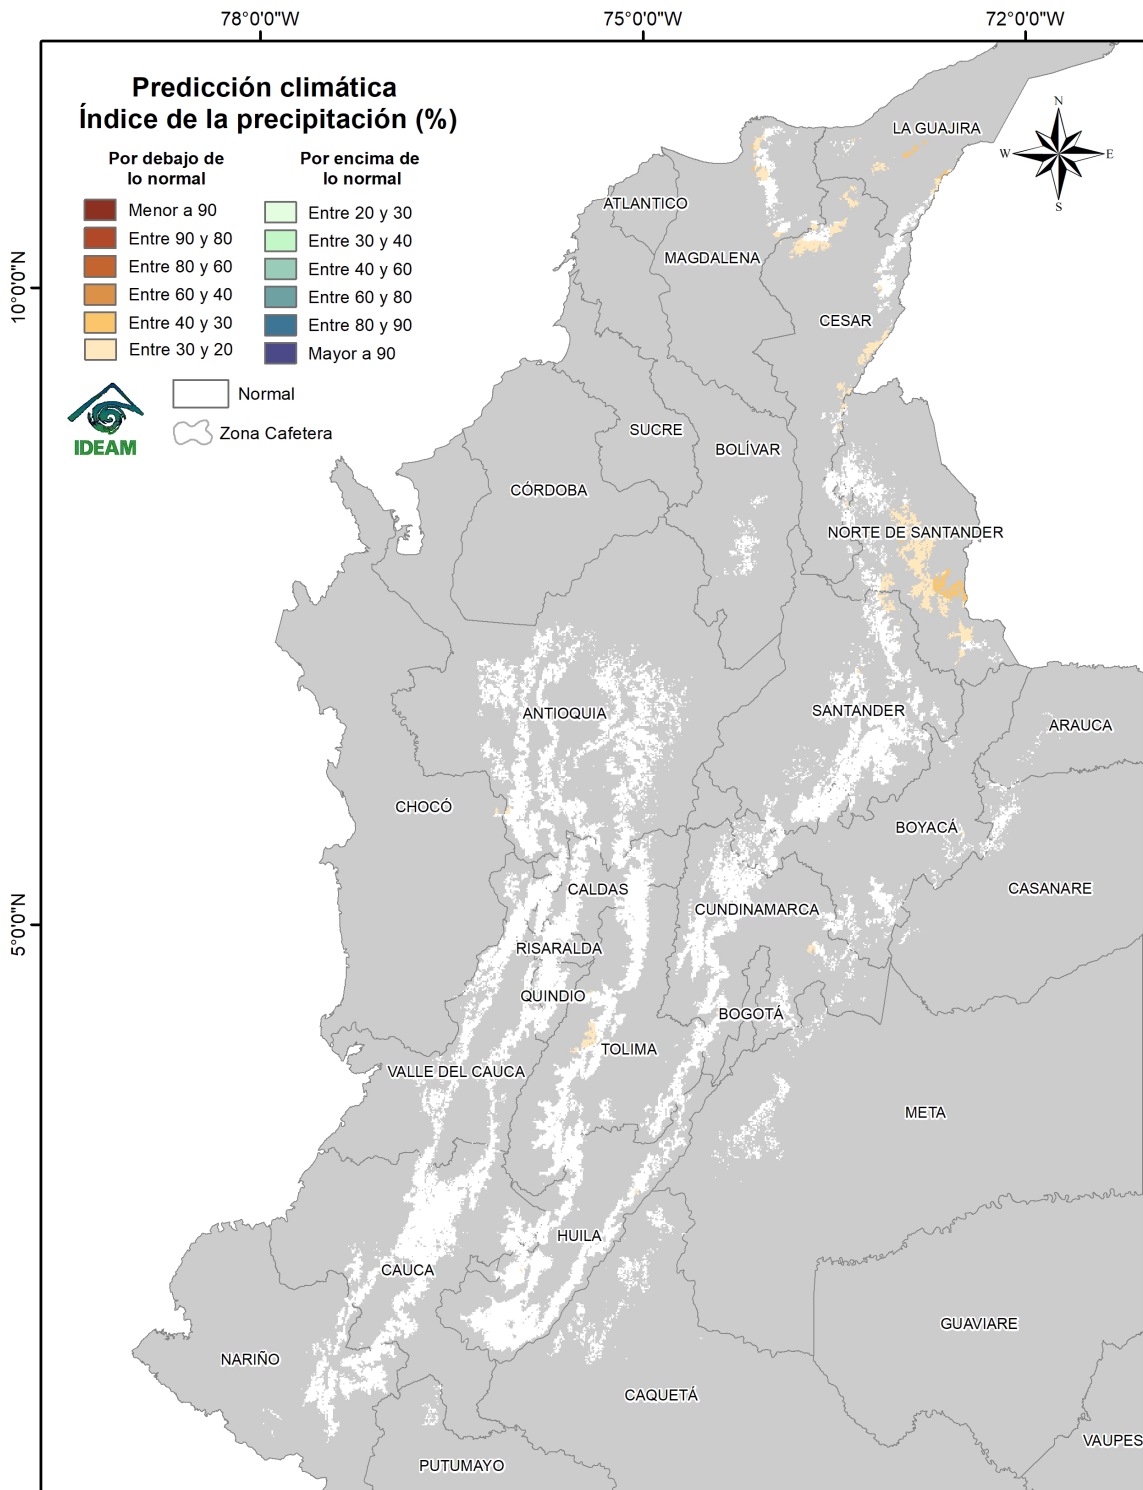 78°0'0"W
75°0'0"W
72°0'0"W
Predicción climática
Índice de la precipitación (%)
Por debajo de
lo normal
Por encima de
lo normal
Menor a 90
Entre 90 y 80
Entre 80 y 60
Entre 60 y 40
Entre 40 y 30
Entre 30 y 20
Entre 20 y 30
Entre 30 y 40
Entre 40 y 60
Entre 60 y 80
Entre 80 y 90
Mayor a 90
Normal
Zona Cafetera
IDEAM
N
W
E
S
10°0'0"N
5°0'0"N
LA GUAJIRA
ATLANTICO
MAGDALENA
CESAR
SUCRE
BOLÍVAR
CÓRDOBA
NORTE DE SANTANDER
ANTIOQUIA
SANTANDER
ARAUCA
CHOCÓ
BOYACÁ
CALDAS
CASANARE
CUNDINAMARCA
RISARALDA
QUINDIO
BOGOTÁ
TOLIMA
VALLE DEL CAUCA
META
HUILA
CAUCA
GUAVIARE
NARIÑO
CAQUETÁ
VAUPES
PUTUMAYO